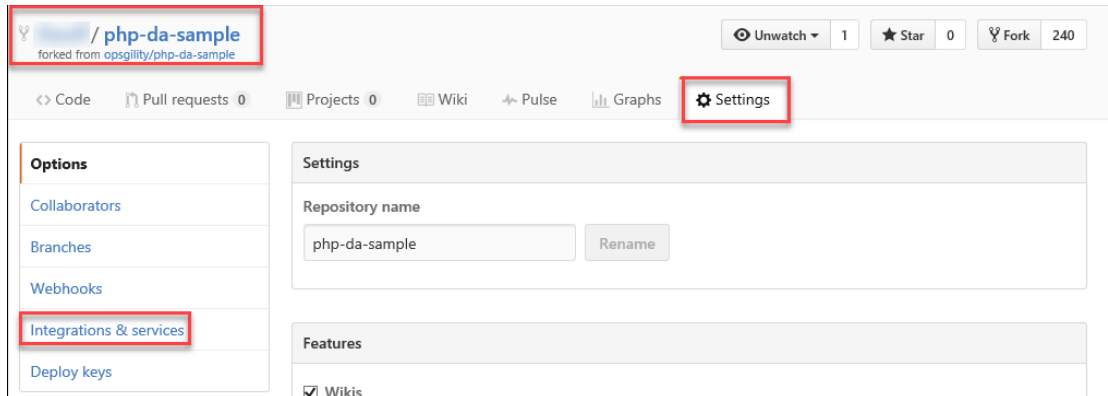 / php-da-sample
forked from opsgility/php-da-sample
Unwatch 1 Star 0 Fork 240
<> Code Pull requests 0 Projects 0 Wiki Pulse Graphs Settings
Options
Collaborators
Branches
Webhooks
Integrations & services
Deploy keys
Settings
Repository name
php-da-sample Rename
Features
Wikis